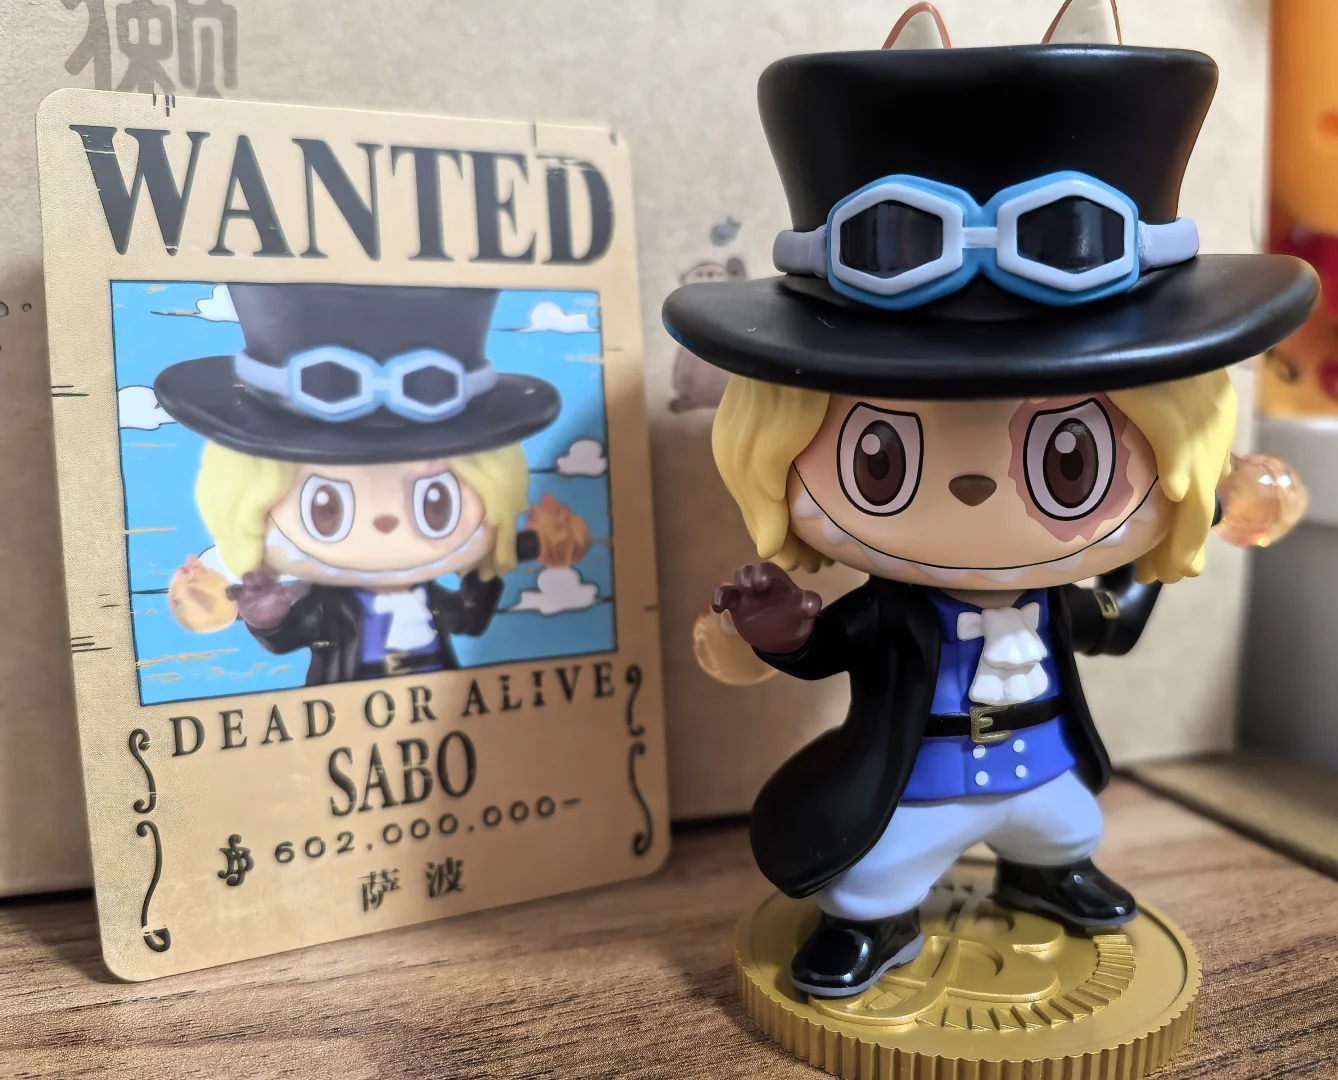 WANTED
DEAD OR ALIVE
SABO
602,000,000-
萨波